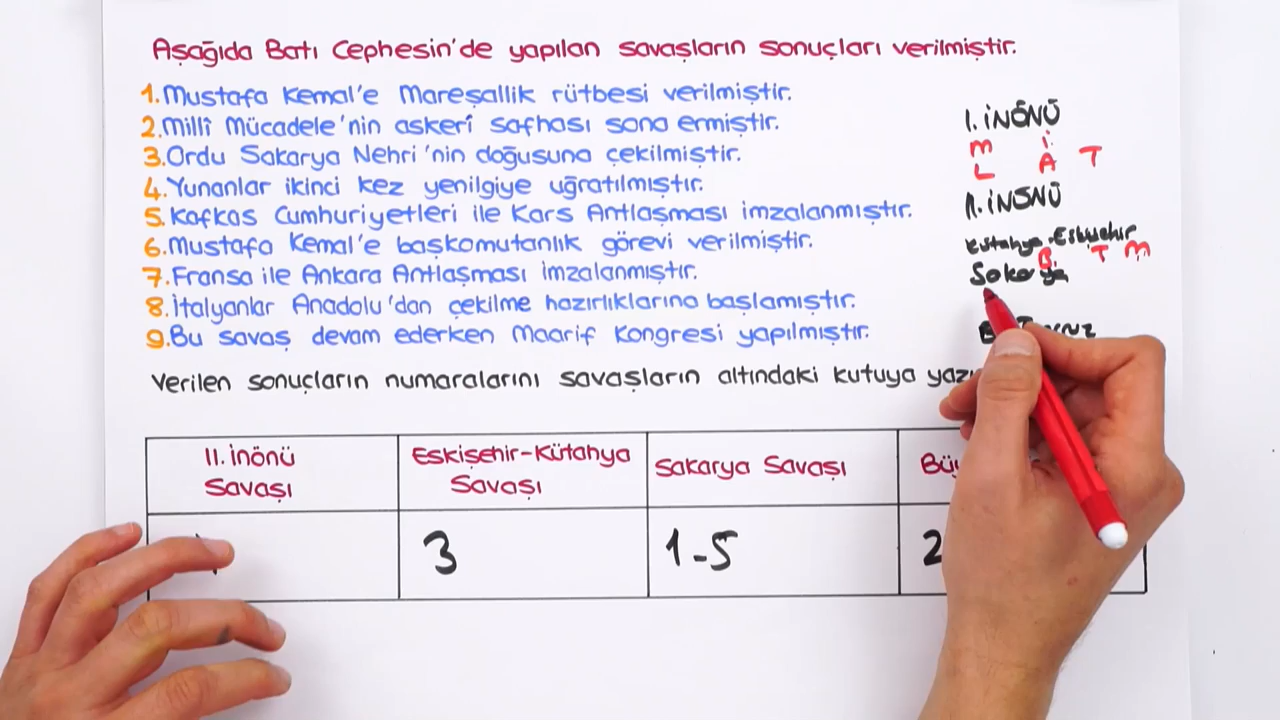 Aşağıda Batı Cephesin'de yapılan savaşların sonuçları verilmiştir.
1.Mustafa Kemal'e Mareşallik rütbesi verilmiştir.
2.Millî Mücadele'nin askerî safhası sona ermiştir.
3.Ordu Sakarya Nehri'nin doğusuna çekilmiştir.
4.Yunanlar ikinci kez yenilgiye uğratılmıştır.
5.Kafkas Cumhuriyetleri ile Kars Antlaşması imzalanmıştır.
6.Mustafa Kemal'e başkomutanlık görevi verilmiştir.
7.Fransa ile Ankara Antlaşması imzalanmıştır.
8.İtalyanlar Anadolu'dan çekilme hazırlıklarına başlamıştır.
9.Bu savaş devam ederken Maarif Kongresi yapılmıştır.
I. İNÖNÜ
M İ.
L A T
II. İNÖNÜ
Kütahya-Eskişehir
B. T M
Sakarya
Verilen sonuçların numaralarını savaşların altındaki kutuya
II. İnönü Savaşı
Eskişehir-Kütahya Savaşı
Sakarya Savaşı
3
1-5
2